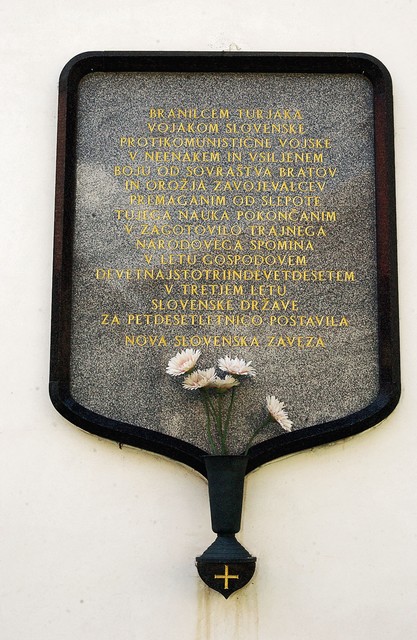 BRANILCEM TURJAKA
VOJAKOM SLOVENSKE
PROTIKOMUNISTIČNE VOJSKE
V NEENAKEM IN VSILJENEM
BOJU OD SOVRAŠTVA BRATOV
IN OROŽJA ZAVOJEVALCEV
PREMAGANIM OD SLEPOTE
TUJEGA NAUKA POKONČANIM
V ZAGOTOVILO TRAJNEGA
NARODOVEGA SPOMINA
V LETU GOSPODOVEM
DEVETNAJSTOTRIINDEVETDESETEM
V TRETJEM LETU
SLOVENSKE DRŽAVE
ZA PETDESETLETNICO POSTAVILA
NOVA SLOVENSKA ZAVEZA